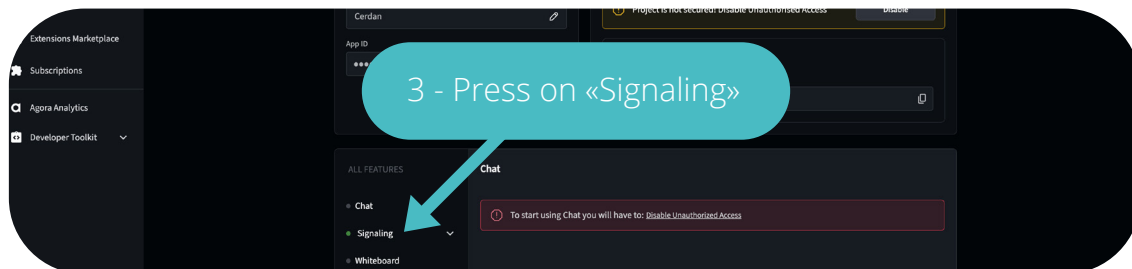 Extensions Marketplace
Subscriptions
Agora Analytics
Developer Toolkit
Cerdan
App ID
Project is not secured! Disable Unauthorised Access
Disable
3 - Press on «Signaling»
ALL FEATURES
Chat
Signaling
Whiteboard
Chat
To start using Chat you will have to: Disable Unauthorized Access